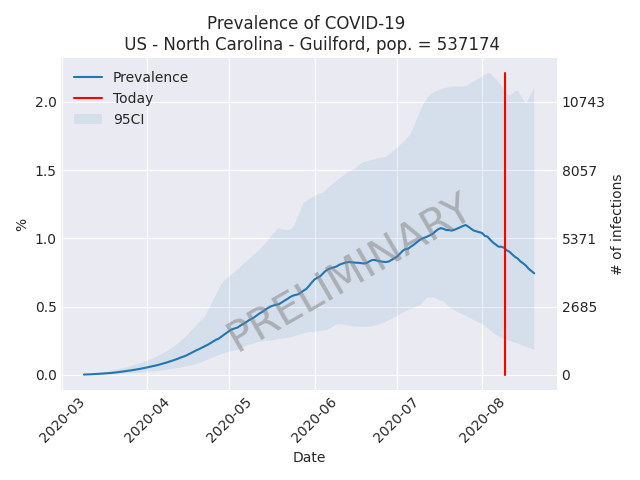 Prevalence of COVID-19
US - North Carolina - Guilford, pop. = 537174
Prevalence
Today
95CI
2.0
1.5
1.0
0.5
0.0
%
10743
8057
5371
2685
0
# of infections
PRELIMINARY
2020-03
2020-04
2020-05
2020-06
2020-07
2020-08
Date